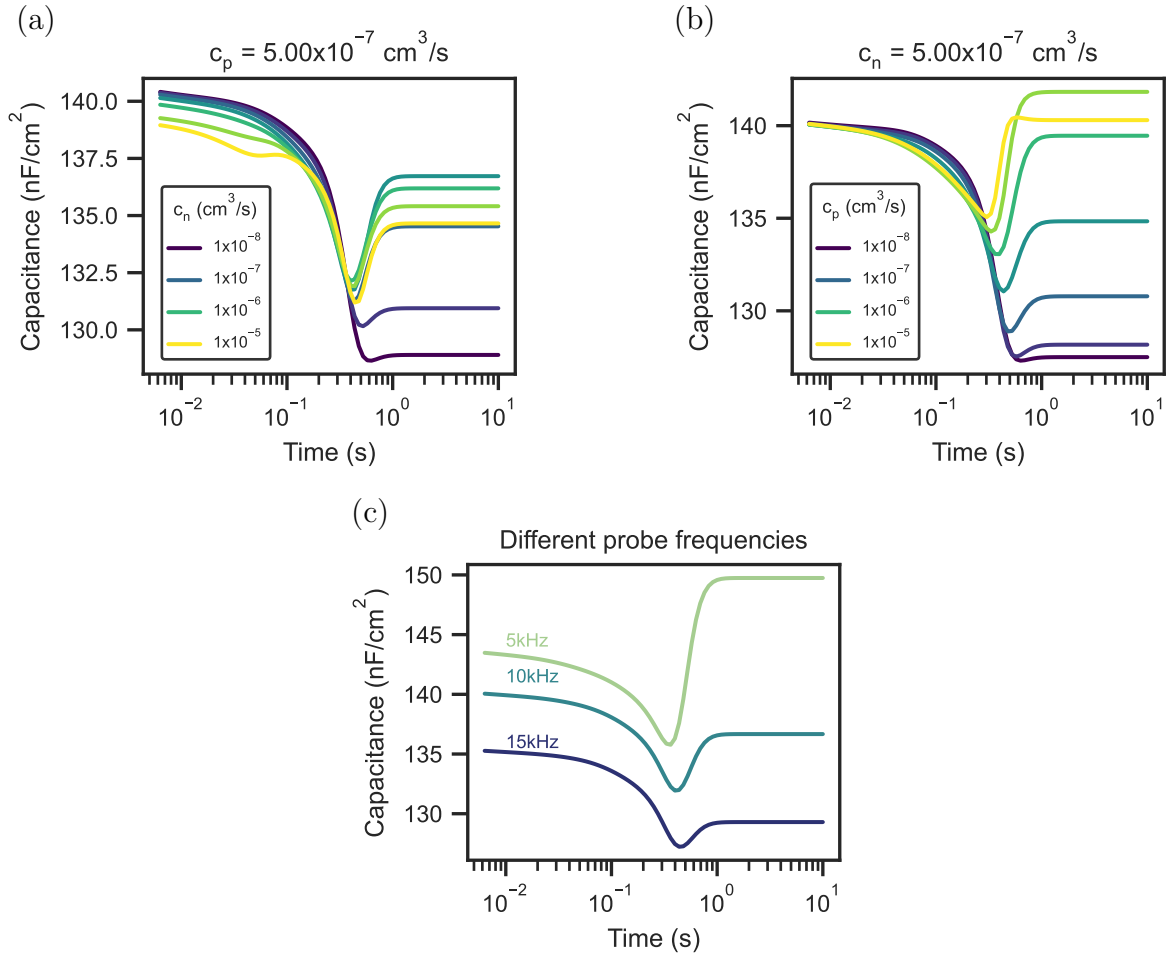 (a)
c_p = 5.00x10^−7 cm^3/s
Capacitance (nF/cm^2)
140.0
137.5
135.0
132.5
130.0
c_n (cm^3/s)
1x10^-8
1x10^-7
1x10^-6
1x10^-5
10^−2
10^−1
10^0
10^1
Time (s)
(b)
c_n = 5.00x10^−7 cm^3/s
Capacitance (nF/cm^2)
140
135
130
c_p (cm^3/s)
1x10^-8
1x10^-7
1x10^-6
1x10^-5
10^−2
10^−1
10^0
10^1
Time (s)
(c)
Different probe frequencies
Capacitance (nF/cm^2)
150
145
140
135
130
5kHz
10kHz
15kHz
10^−2
10^−1
10^0
10^1
Time (s)